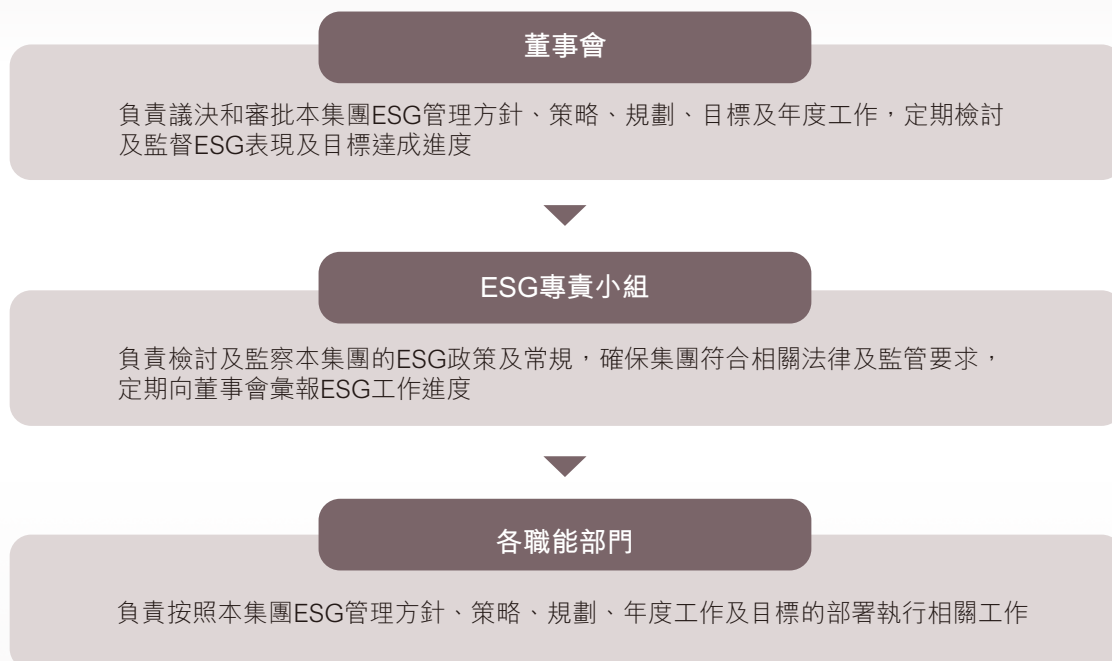 董事會
負責議決和審批本集團ESG管理方針、策略、規劃、目標及年度工作，定期檢討
及監督ESG表現及目標達成進度
ESG專責小組
負責檢討及監察本集團的ESG政策及常規，確保集團符合相關法律及監管要求，
定期向董事會彙報ESG工作進度
各職能部門
負責按照本集團ESG管理方針、策略、規劃、年度工作及目標的部署執行相關工作